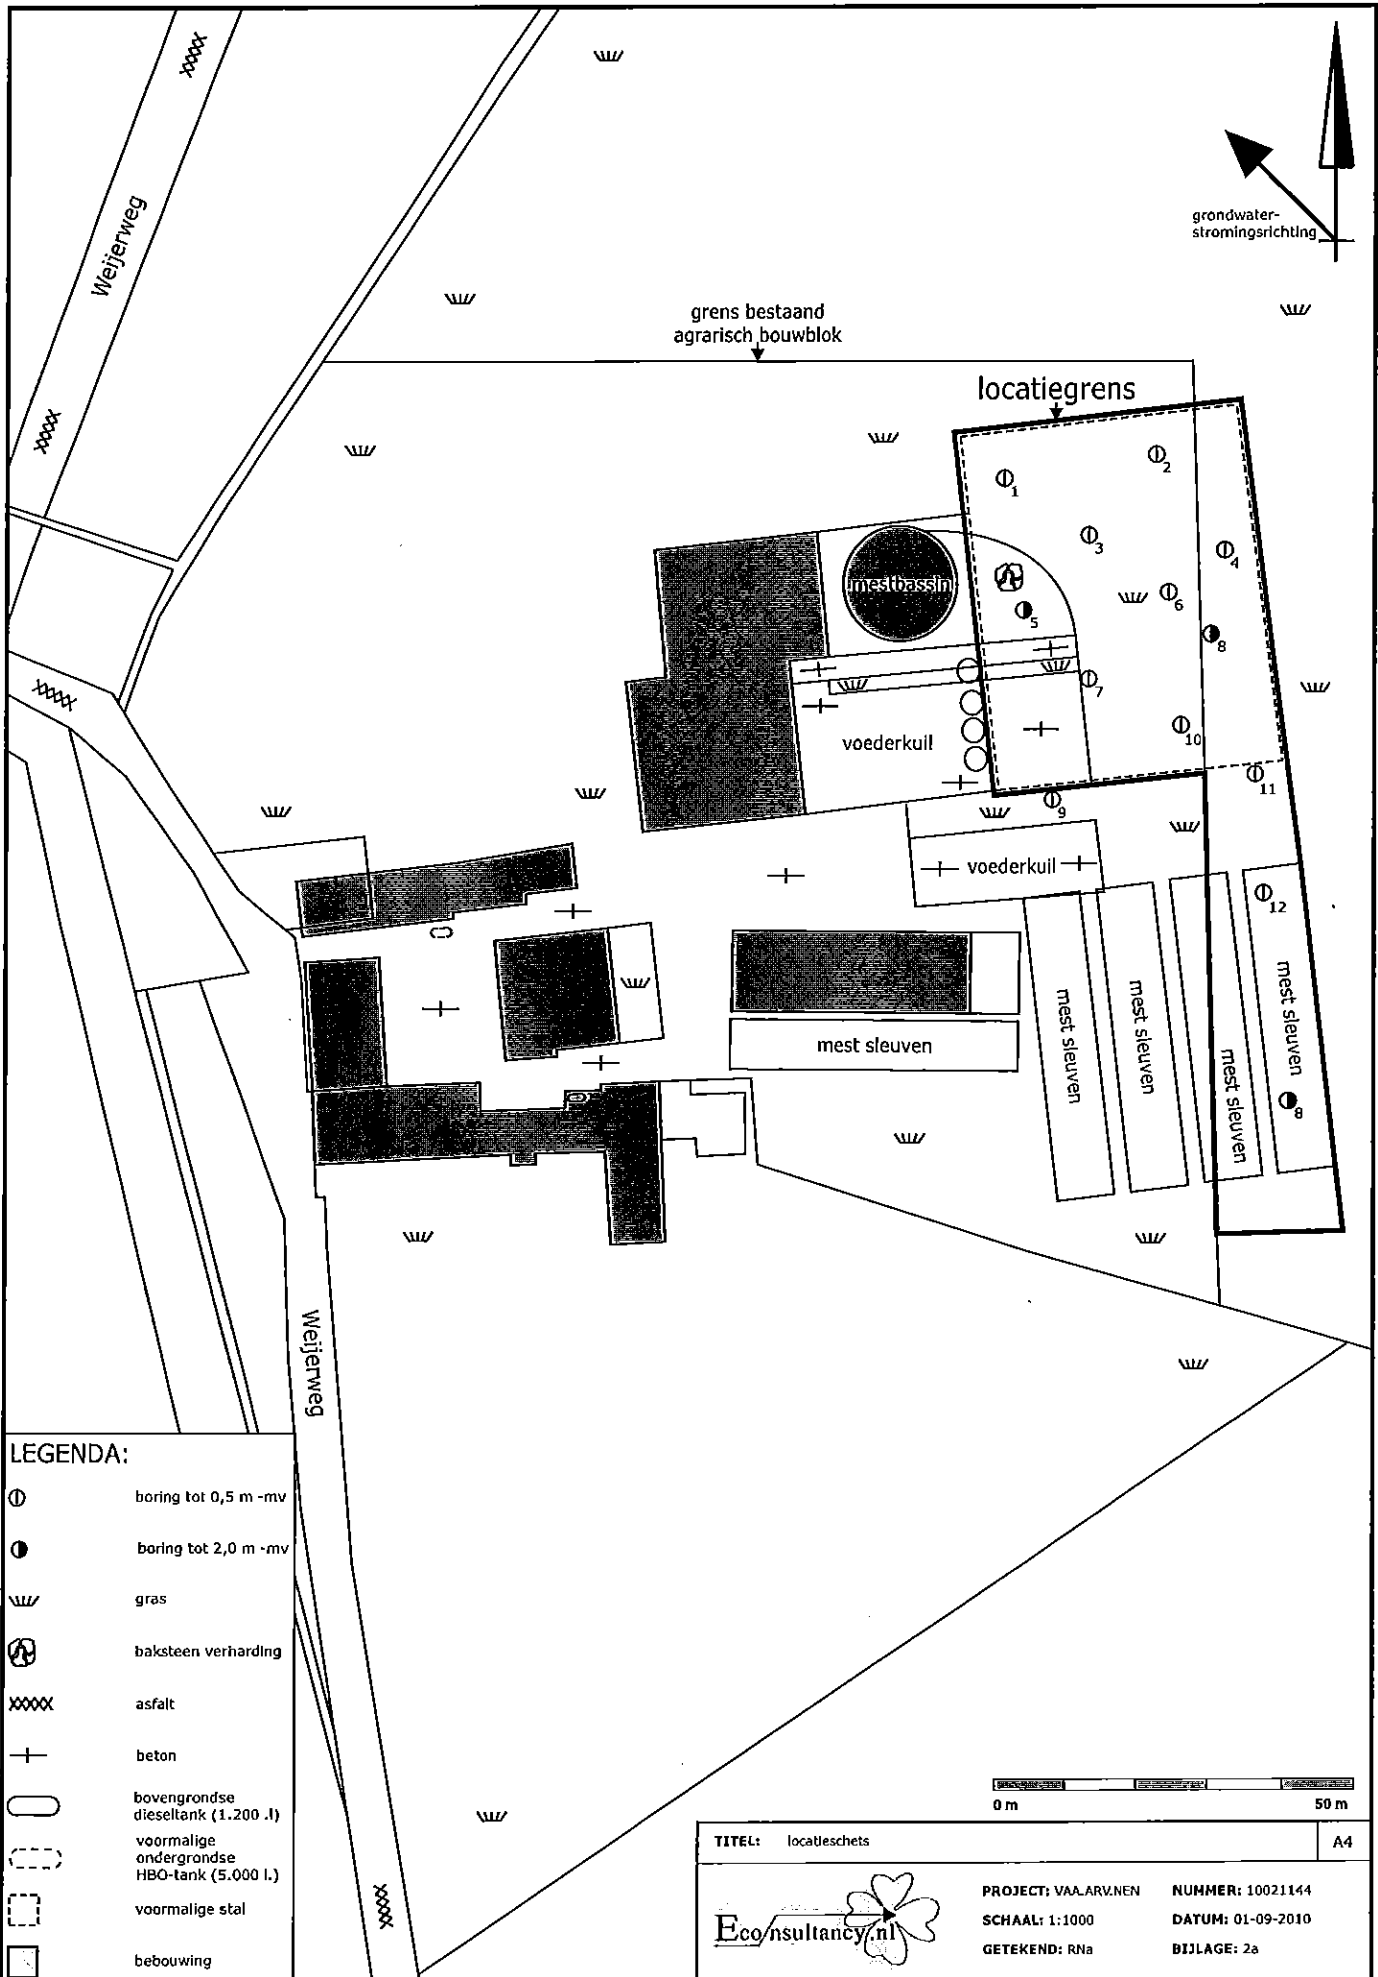 Weijerweg
grondwater-
stromingsrichting
grens bestaand
agrarisch bouwblok
locatiegrens
1
2
3
4
mestbassin
5
6
8
7
voederkuil
10
11
9
voederkuil
12
mest sleuven
mest sleuven
mest sleuven
mest sleuven
mest sleuven
8
Weijerweg
LEGENDA:
boring tot 0,5 m -mv
boring tot 2,0 m -mv
gras
baksteen verharding
asfalt
beton
bovengrondse
dieseltank (1.200 .l)
voormalige
ondergrondse
HBO-tank (5.000 l.)
voormalige stal
bebouwing
0 m 50 m
TITEL: locatieschets A4
Econsultancy.nl
PROJECT: VAA.ARV.NEN NUMMER: 10021144
SCHAAL: 1:1000 DATUM: 01-09-2010
GETEKEND: RNa BIJLAGE: 2a